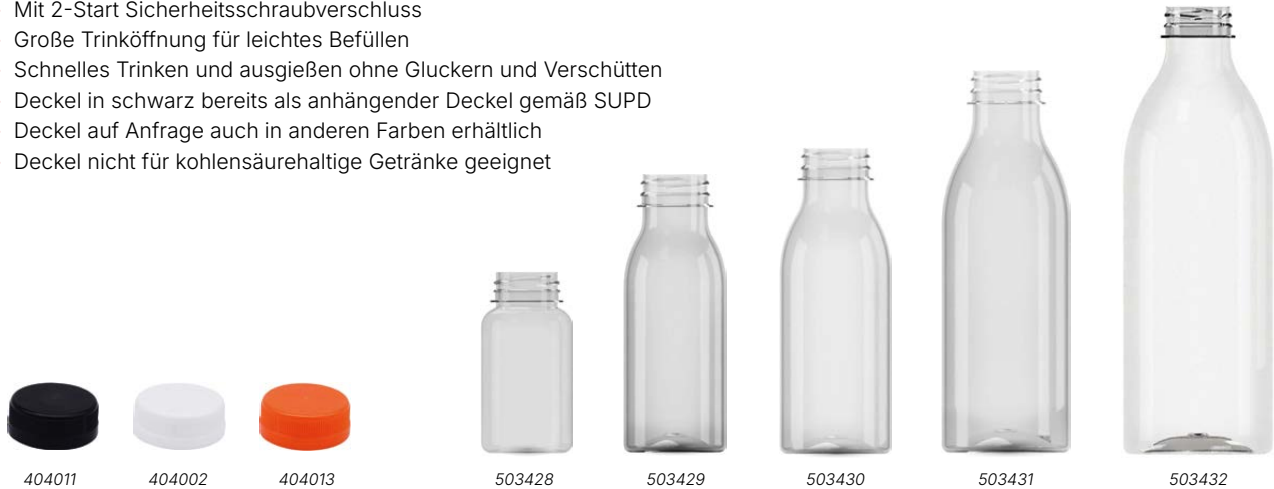 Mit 2-Start Sicherheitsschraubverschluss
Große Trinköffnung für leichtes Befüllen
Schnelles Trinken und ausgießen ohne Gluckern und Verschütten
Deckel in schwarz bereits als anhängender Deckel gemäß SUPD
Deckel auf Anfrage auch in anderen Farben erhältlich
Deckel nicht für kohlensäurehaltige Getränke geeignet
404011 404002 404013 503428 503429 503430 503431 503432